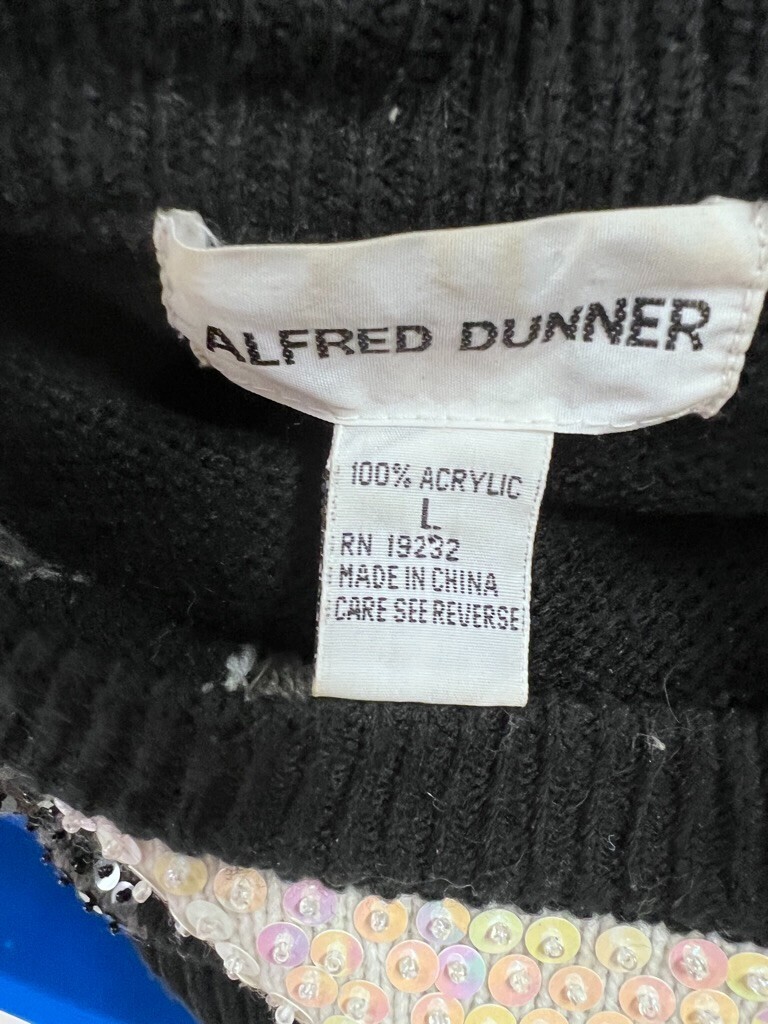 ALFRED DUNNER
100% ACRYLIC
L
RN 19232
MADE IN CHINA
CARE SEE REVERSE